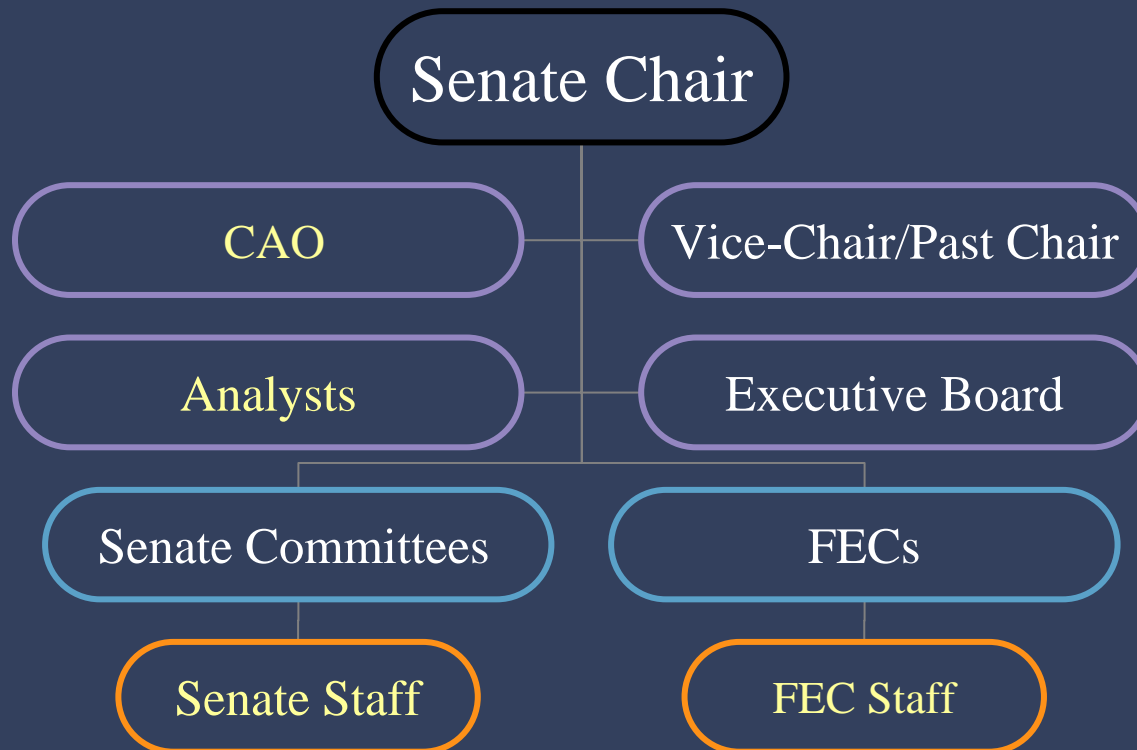 Senate Chair
CAO
Vice-Chair/Past Chair
Analysts
Executive Board
Senate Committees
FECs
Senate Staff
FEC Staff